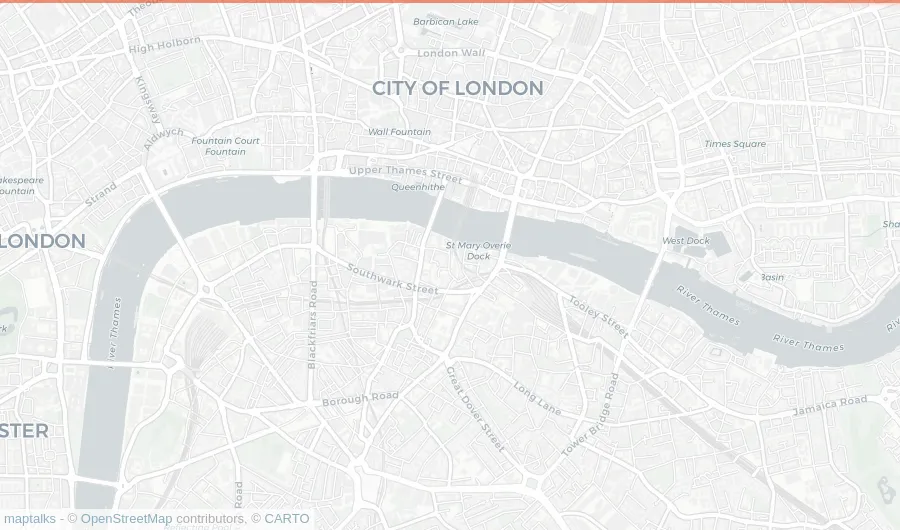 Theob
Barbican Lake
High Holborn
London Wall
CITY OF LONDON
Kingsway
Aldwych
Wall Fountain
Fountain Court
Fountain
Times Square
Upper Thames Street
akespeare
ountain
Queenhithe
Strand
LONDON
St Mary Overie
Dock
West Dock
Sha
Basin
Southwark Street
River Thames
Tooley Street
River Thames
Riv
River Thames
rk
Blackfriars Road
Great Dover Street
Long Lane
Borough Road
Tower Bridge Road
Jamaica Road
STER
Road
maptalks - © OpenStreetMap contributors. © CARTO